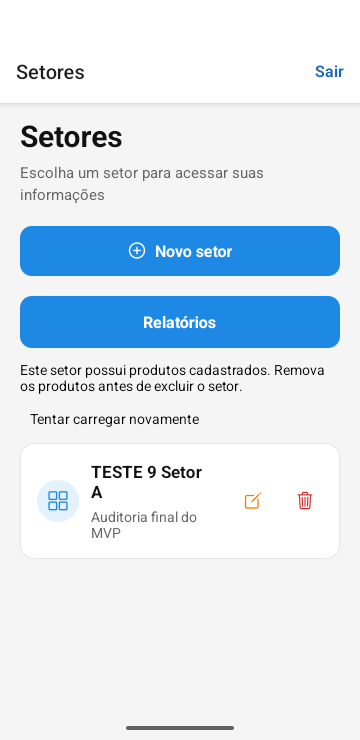 Setores
Sair
Setores
Escolha um setor para acessar suas
informações
Novo setor
Relatórios
Este setor possui produtos cadastrados. Remova
os produtos antes de excluir o setor.
Tentar carregar novamente
TESTE 9 Setor
A
Auditoria final do
MVP